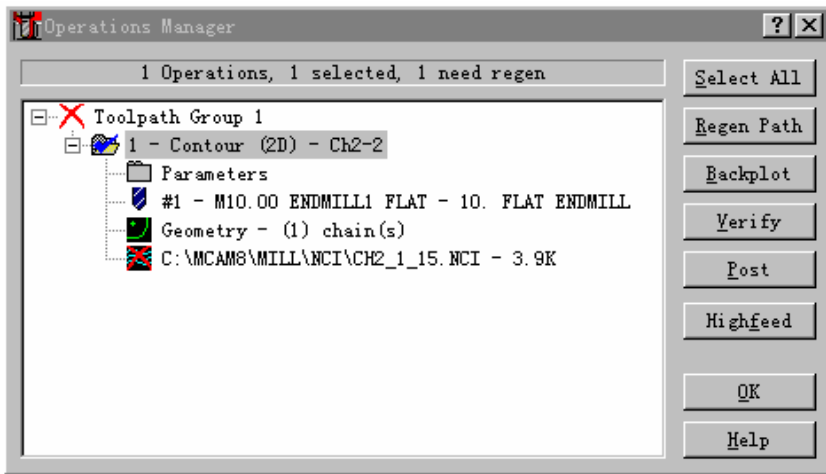 Operations Manager
1 Operations, 1 selected, 1 need regen
Toolpath Group 1
1 - Contour (2D) - Ch2-2
Parameters
#1 - M10.00 ENDMILL1 FLAT - 10. FLAT ENDMILL
Geometry - (1) chain(s)
C:\MCAM8\MILL\NCI\CH2_1_15.NCI - 3.9K
Select All
Regen Path
Backplot
Verify
Post
Highfeed
OK
Help